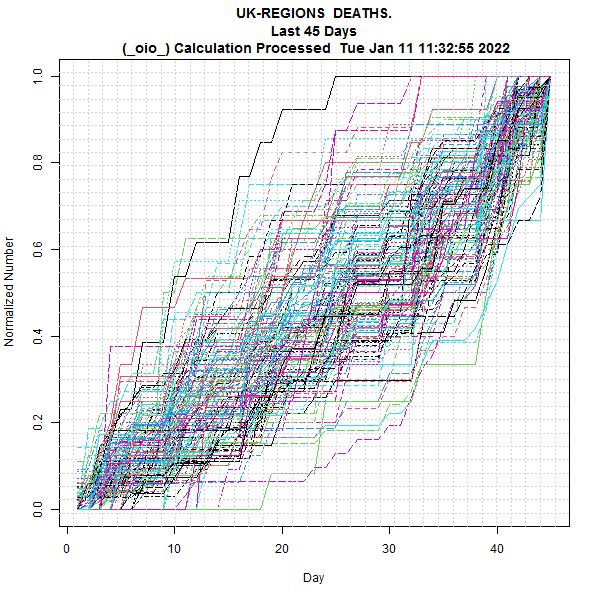 UK-REGIONS DEATHS.
Last 45 Days
(_oio_) Calculation Processed Tue Jan 11 11:32:55 2022
Normalized Number
1.0
0.8
0.6
0.4
0.2
0.0
0 10 20 30 40
Day